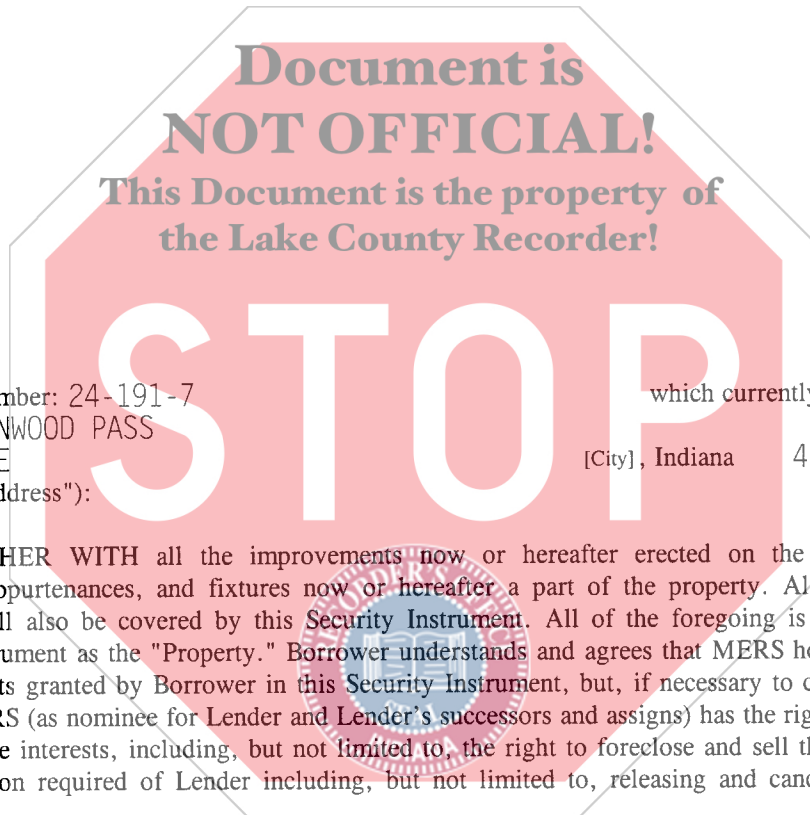 Document is
NOT OFFICIAL!
This Document is the property of
the Lake County Recorder!
STOP
mber: 24-191-7 which currently
NWOOD PASS
E [City], Indiana 4
ddress"):
HER WITH all the improvements now or hereafter erected on the
ppurtenances, and fixtures now or hereafter a part of the property. Al
ll also be covered by this Security Instrument. All of the foregoing is
rument as the "Property." Borrower understands and agrees that MERS ho
ts granted by Borrower in this Security Instrument, but, if necessary to c
RS (as nominee for Lender and Lender's successors and assigns) has the rig
e interests, including, but not limited to, the right to foreclose and sell th
on required of Lender including, but not limited to, releasing and canc
INDIANA